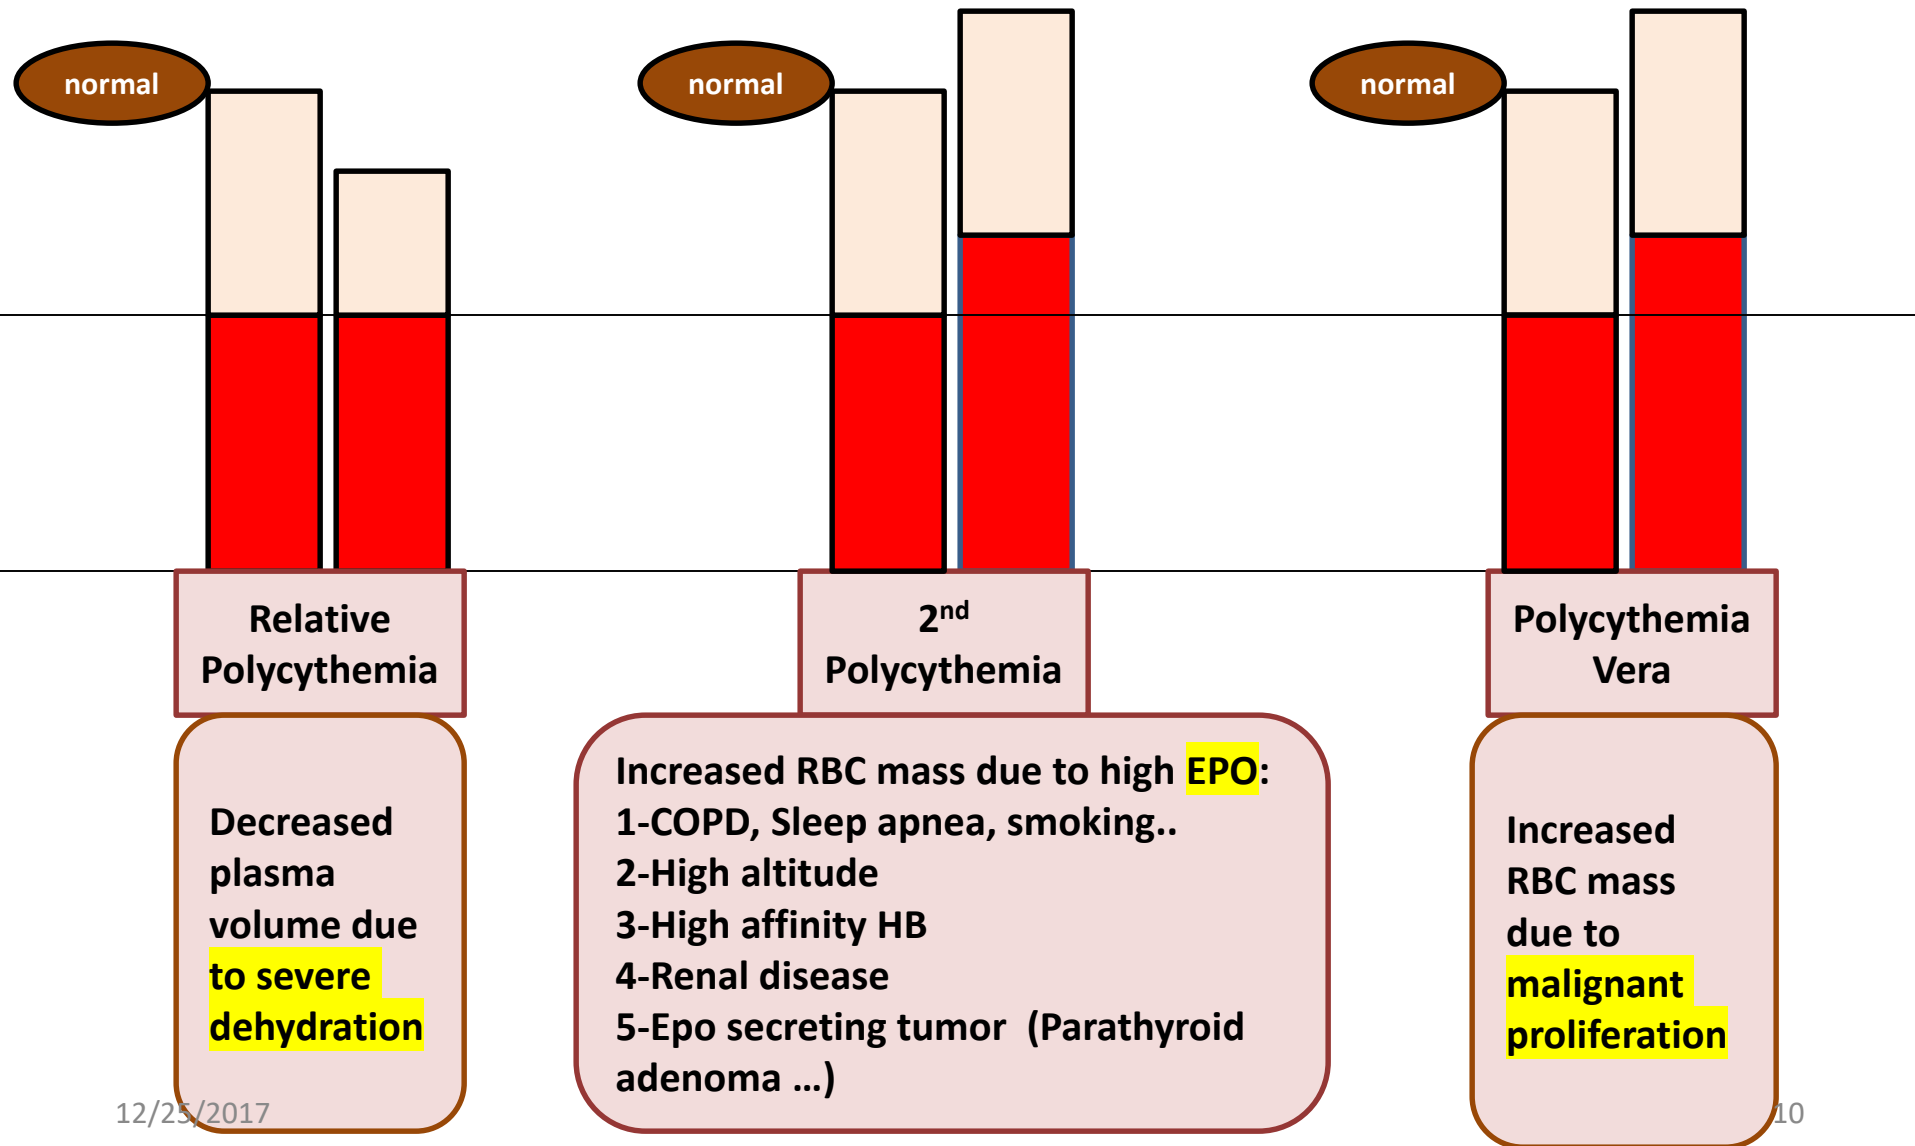 normal
normal
normal
Relative
Polycythemia
2nd
Polycythemia
Polycythemia
Vera
Decreased
plasma
volume due
to severe
dehydration
Increased RBC mass due to high EPO:
1-COPD, Sleep apnea, smoking..
2-High altitude
3-High affinity HB
4-Renal disease
5-Epo secreting tumor (Parathyroid
adenoma ...)
Increased
RBC mass
due to
malignant
proliferation
12/25/2017
10